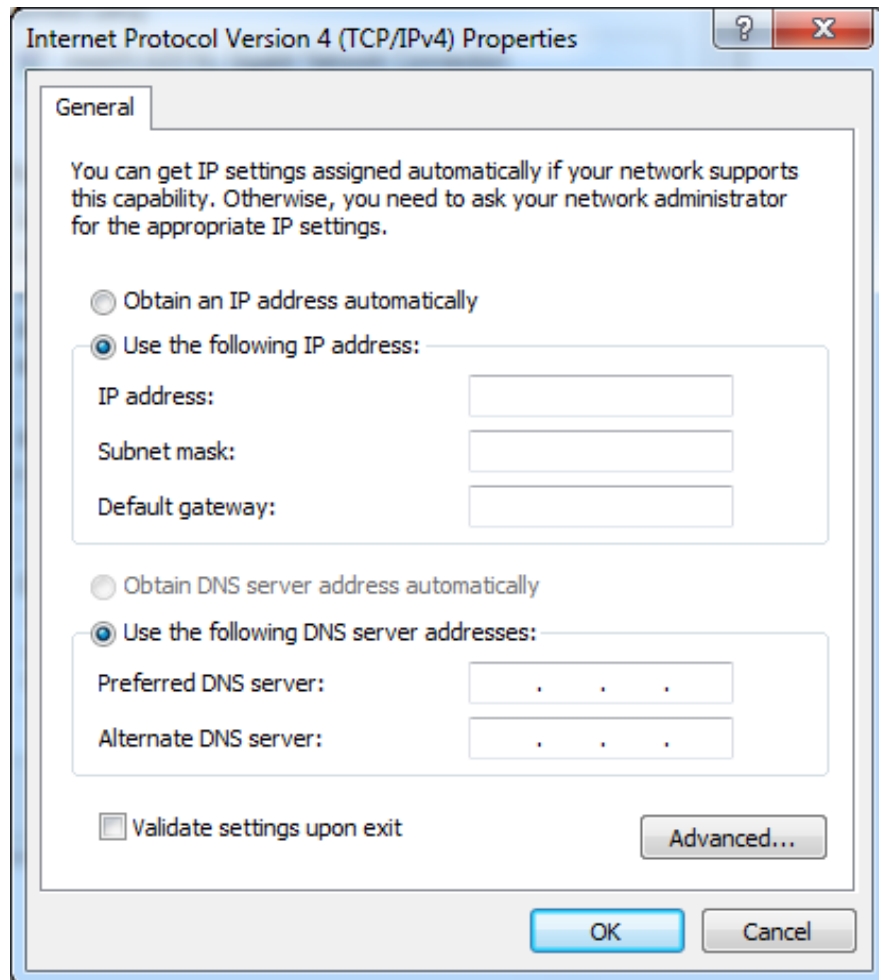 Internet Protocol Version 4 (TCP/IPv4) Properties
General
You can get IP settings assigned automatically if your network supports
this capability. Otherwise, you need to ask your network administrator
for the appropriate IP settings.
Obtain an IP address automatically
Use the following IP address:
IP address:
Subnet mask:
Default gateway:
Obtain DNS server address automatically
Use the following DNS server addresses:
Preferred DNS server: . . .
Alternate DNS server: . . .
Validate settings upon exit
Advanced...
OK Cancel